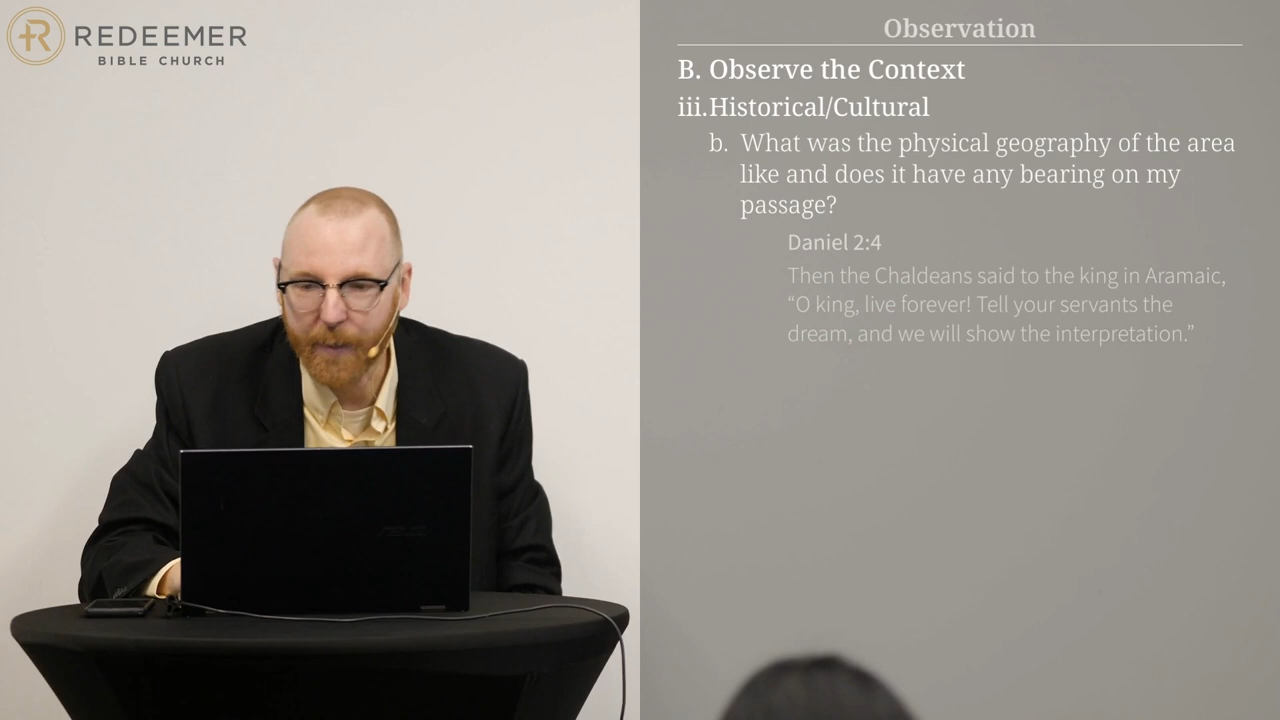 REDEEMER
BIBLE CHURCH
Observation
B. Observe the Context
iii.Historical/Cultural
b. What was the physical geography of the area
like and does it have any bearing on my
passage?
Daniel 2:4
Then the Chaldeans said to the king in Aramaic,
“O king, live forever! Tell your servants the
dream, and we will show the interpretation.”